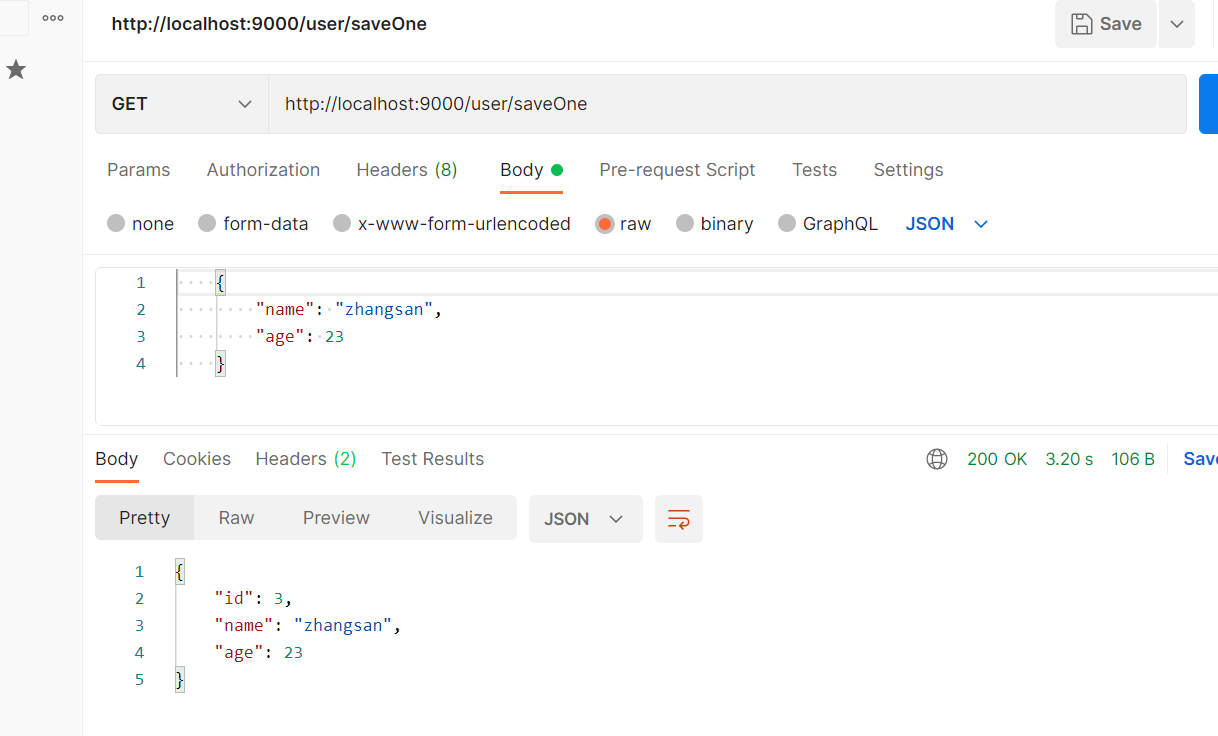 http://localhost:9000/user/saveOne
Save
GET
http://localhost:9000/user/saveOne
Params Authorization Headers (8) Body Pre-request Script Tests Settings
none form-data x-www-form-urlencoded raw binary GraphQL JSON
1 {
2 "name": "zhangsan",
3 "age": 23
4 }
Body Cookies Headers (2) Test Results 200 OK 3.20 s 106 B Save
Pretty Raw Preview Visualize JSON
1 {
2 "id": 3,
3 "name": "zhangsan",
4 "age": 23
5 }